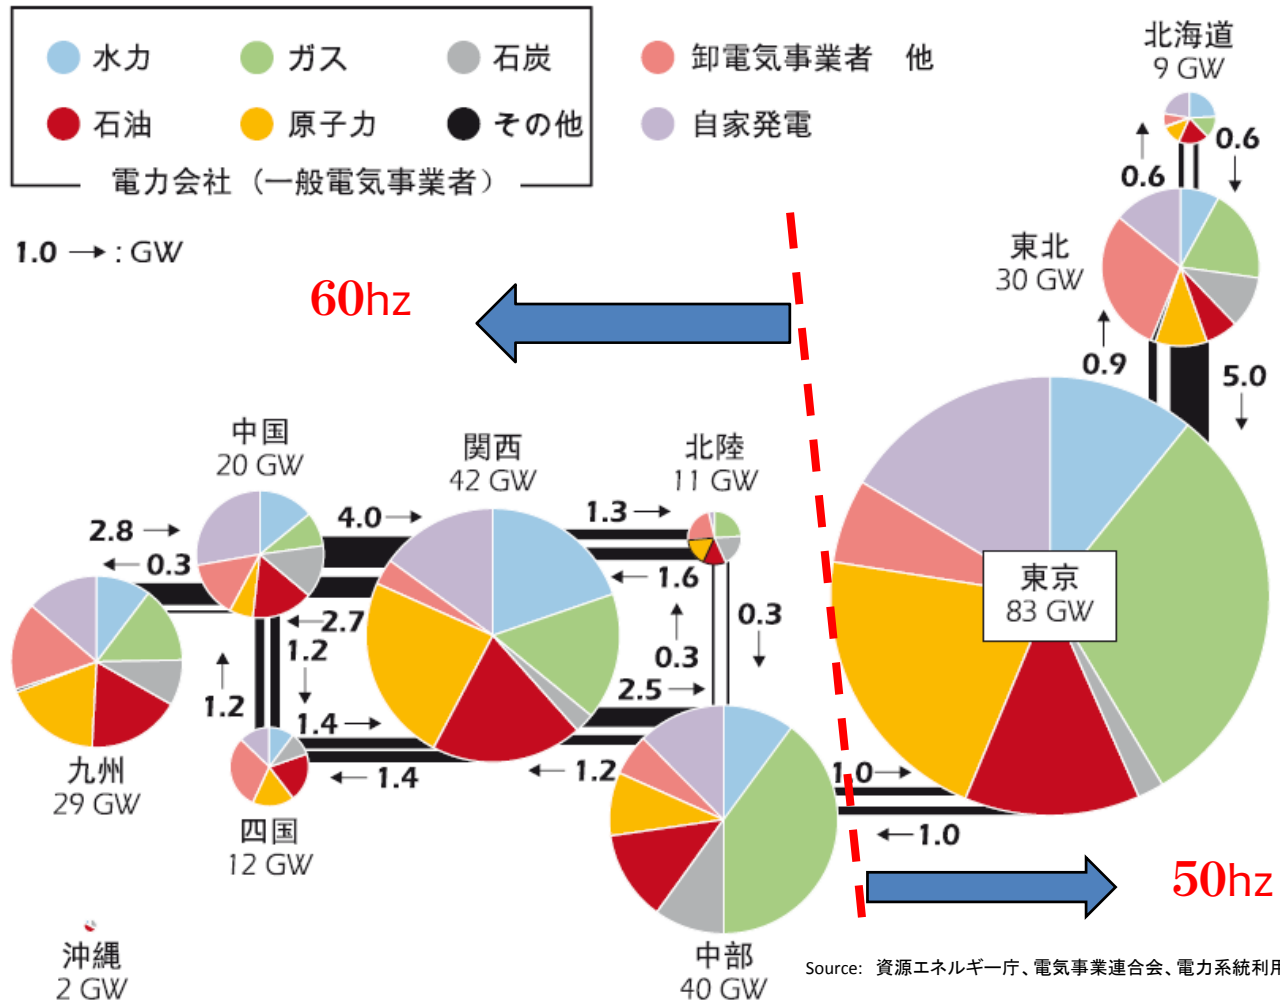 水力
ガス
石炭
卸電気事業者　他
石油
原子力
その他
自家発電
電力会社（一般電気事業者）
1.0 → : GW
60hz
北海道
9 GW
0.6
0.6
東北
30 GW
0.9
5.0
中国
20 GW
関西
42 GW
北陸
11 GW
2.8
0.3
4.0
2.7
1.3
1.6
東京
83 GW
1.2
1.2
0.3
0.3
1.4
1.4
2.5
1.2
1.0
1.0
九州
29 GW
四国
12 GW
中部
40 GW
沖縄
2 GW
50hz
Source: 資源エネルギー庁、電気事業連合会、電力系統利用